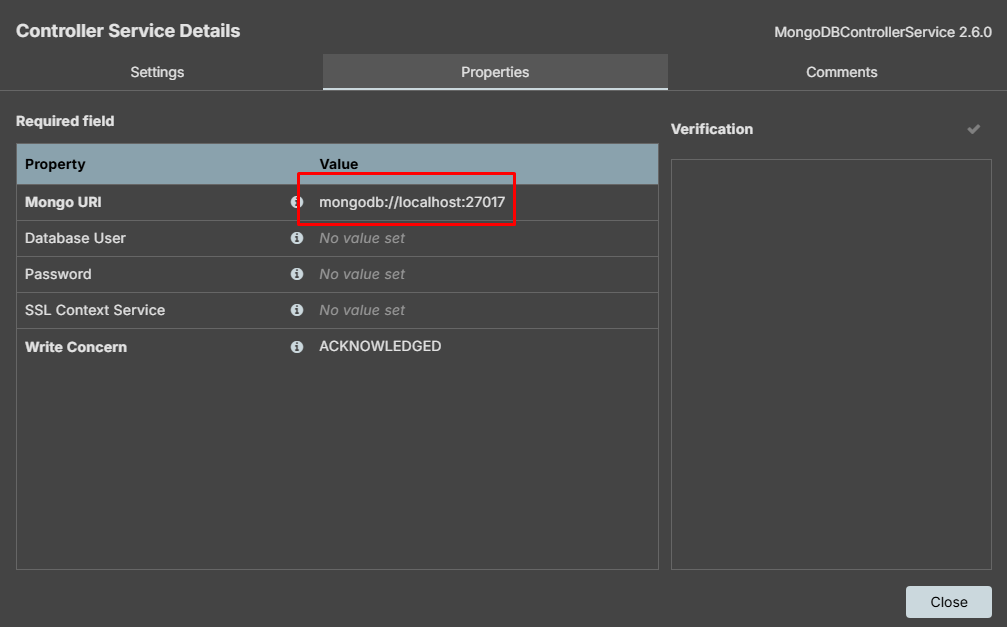 Controller Service Details
MongoDBControllerService 2.6.0
Settings
Properties
Comments
Required field
Verification
Property Value
Mongo URI mongodb://localhost:27017
Database User No value set
Password No value set
SSL Context Service No value set
Write Concern ACKNOWLEDGED
Close